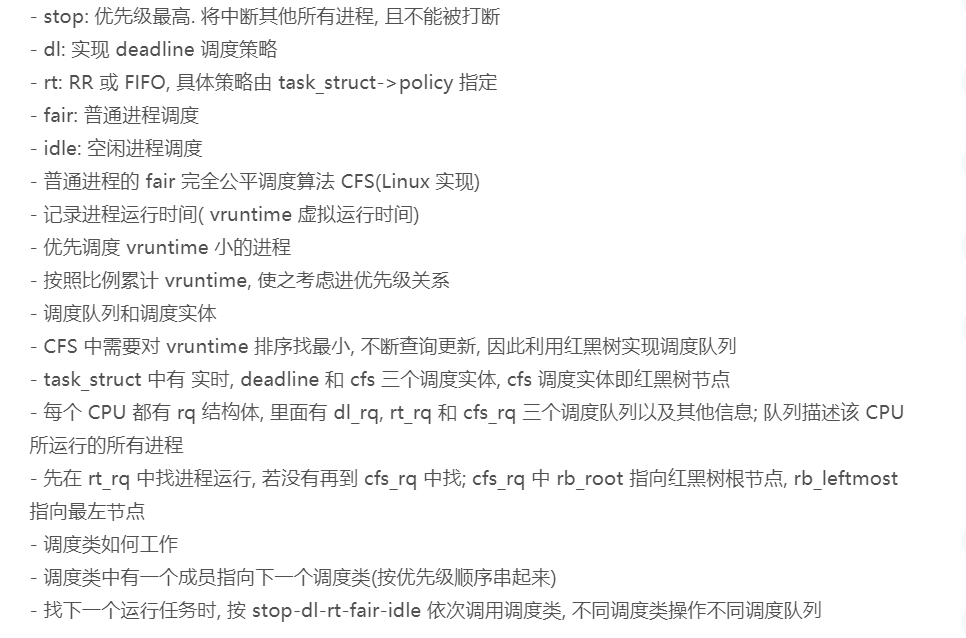 - stop: 优先级最高. 将中断其他所有进程, 且不能被打断
- dl: 实现 deadline 调度策略
- rt: RR 或 FIFO, 具体策略由 task_struct->policy 指定
- fair: 普通进程调度
- idle: 空闲进程调度
- 普通进程的 fair 完全公平调度算法 CFS(Linux 实现)
- 记录进程运行时间( vruntime 虚拟运行时间)
- 优先调度 vruntime 小的进程
- 按照比例累计 vruntime, 使之考虑进优先级关系
- 调度队列和调度实体
- CFS 中需要对 vruntime 排序找最小, 不断查询更新, 因此利用红黑树实现调度队列
- task_struct 中有 实时, deadline 和 cfs 三个调度实体, cfs 调度实体即红黑树节点
- 每个 CPU 都有 rq 结构体, 里面有 dl_rq, rt_rq 和 cfs_rq 三个调度队列以及其他信息; 队列描述该 CPU
所运行的所有进程
- 先在 rt_rq 中找进程运行, 若没有再到 cfs_rq 中找; cfs_rq 中 rb_root 指向红黑树根节点, rb_leftmost
指向最左节点
- 调度类如何工作
- 调度类中有一个成员指向下一个调度类(按优先级顺序串起来)
- 找下一个运行任务时, 按 stop-dl-rt-fair-idle 依次调用调度类, 不同调度类操作不同调度队列